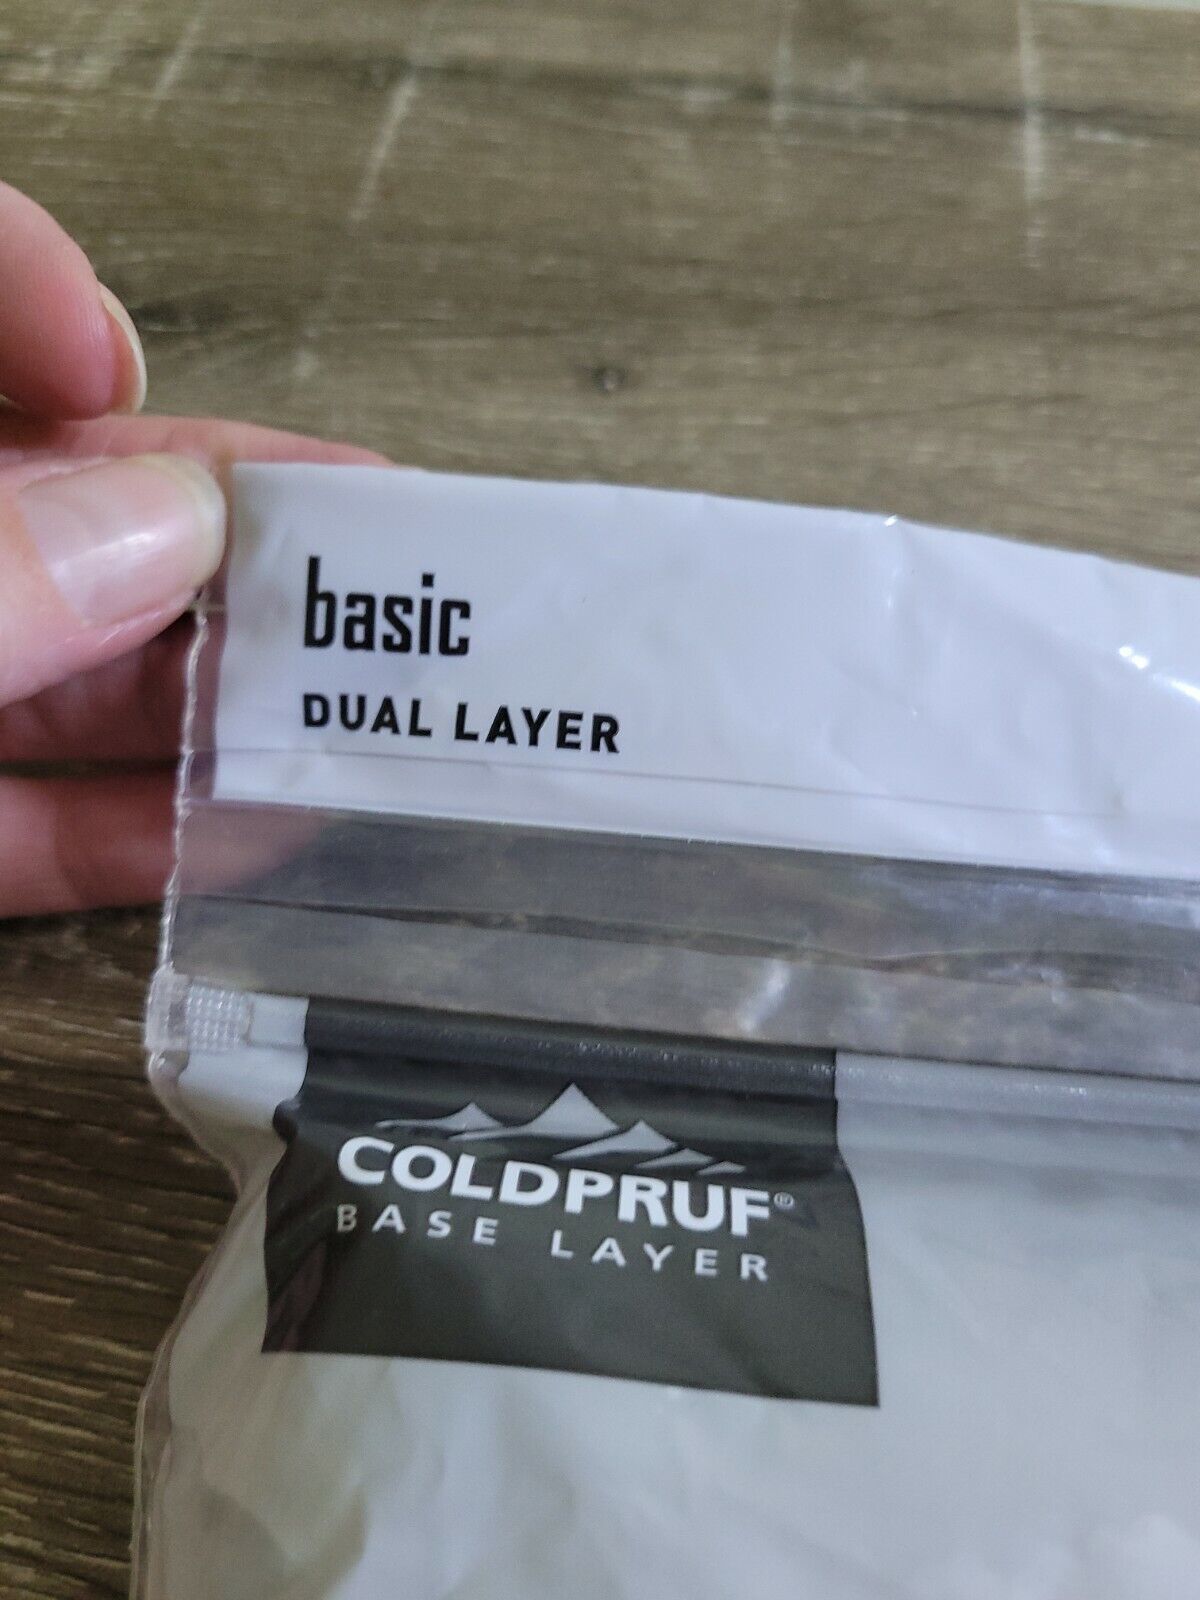 basic
DUAL LAYER
COLDPRUF®
BASE LAYER